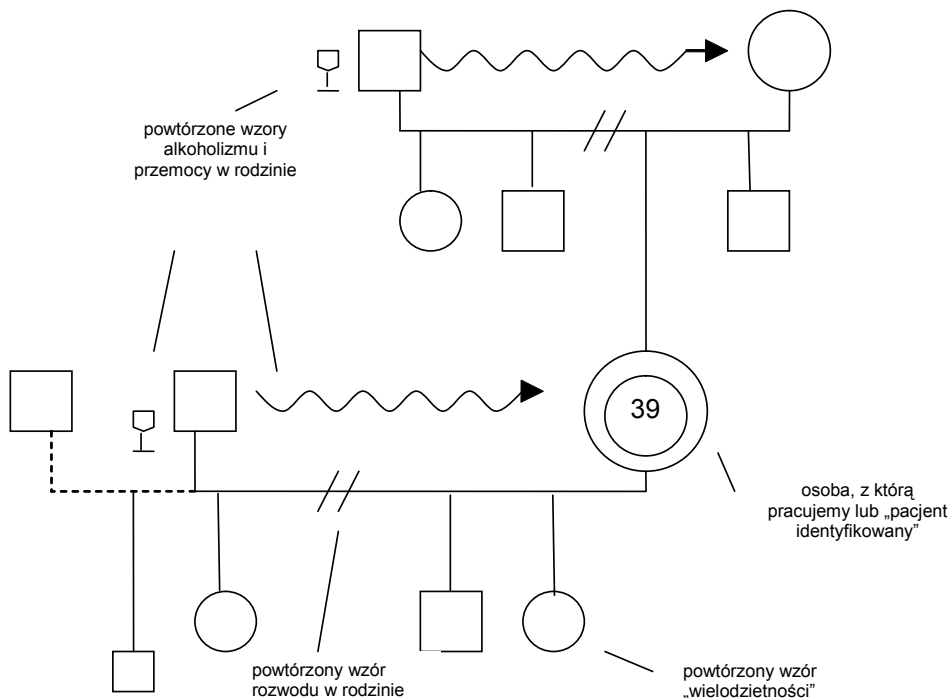 powtórzone wzory
alkoholizmu i
przemocy w rodzinie
39
osoba, z którą
pracujemy lub „pacjent
identyfikowany”
powtórzony wzór
rozwodu w rodzinie
powtórzony wzór
„wielodzietności”